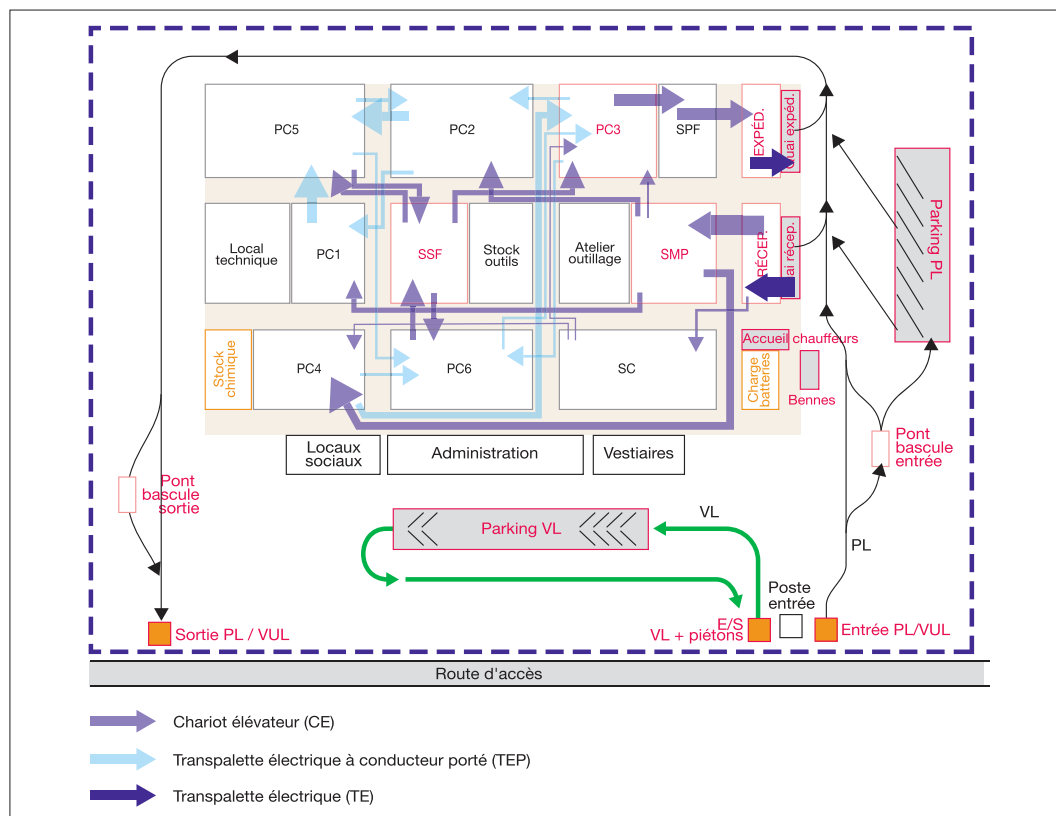 PC5
PC2
PC3
SPF
EXPÉD.
Quai expéd.
Parking PL
Local
technique
PC1
SSF
Stock
outils
Atelier
outillage
SMP
RÉCEP.
Quai récep.
Stock
chimique
PC4
PC6
SC
Accueil chauffeurs
Charge
batteries
Bennes
Locaux
sociaux
Administration
Vestiaires
Pont
bascule
entrée
Pont
bascule
sortie
Parking VL
VL
PL
Poste
entrée
Sortie PL / VUL
E/S
VL + piétons
Entrée PL/VUL
Route d'accès
Chariot élévateur (CE)
Transpalette électrique à conducteur porté (TEP)
Transpalette électrique (TE)